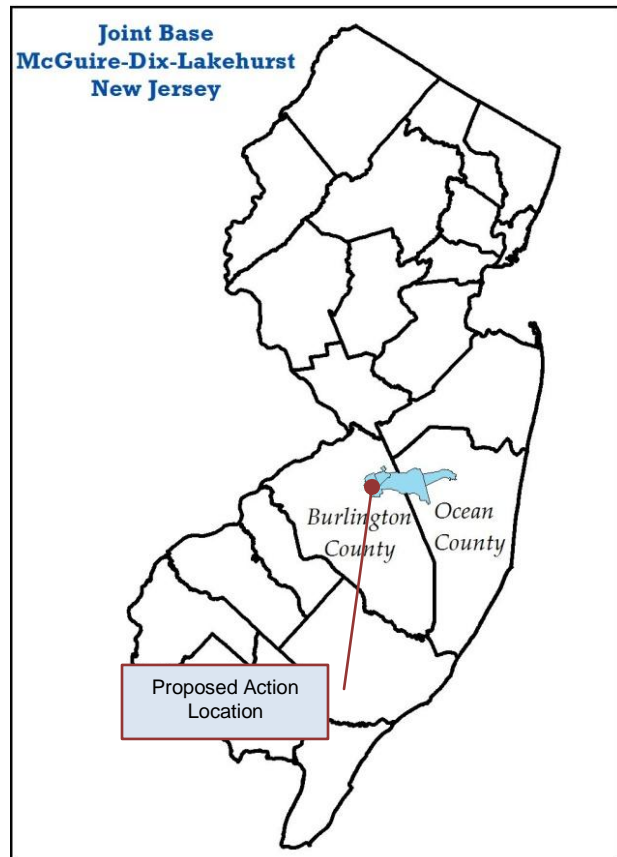 Joint Base
McGuire-Dix-Lakehurst
New Jersey
Burlington
County
Ocean
County
Proposed Action
Location